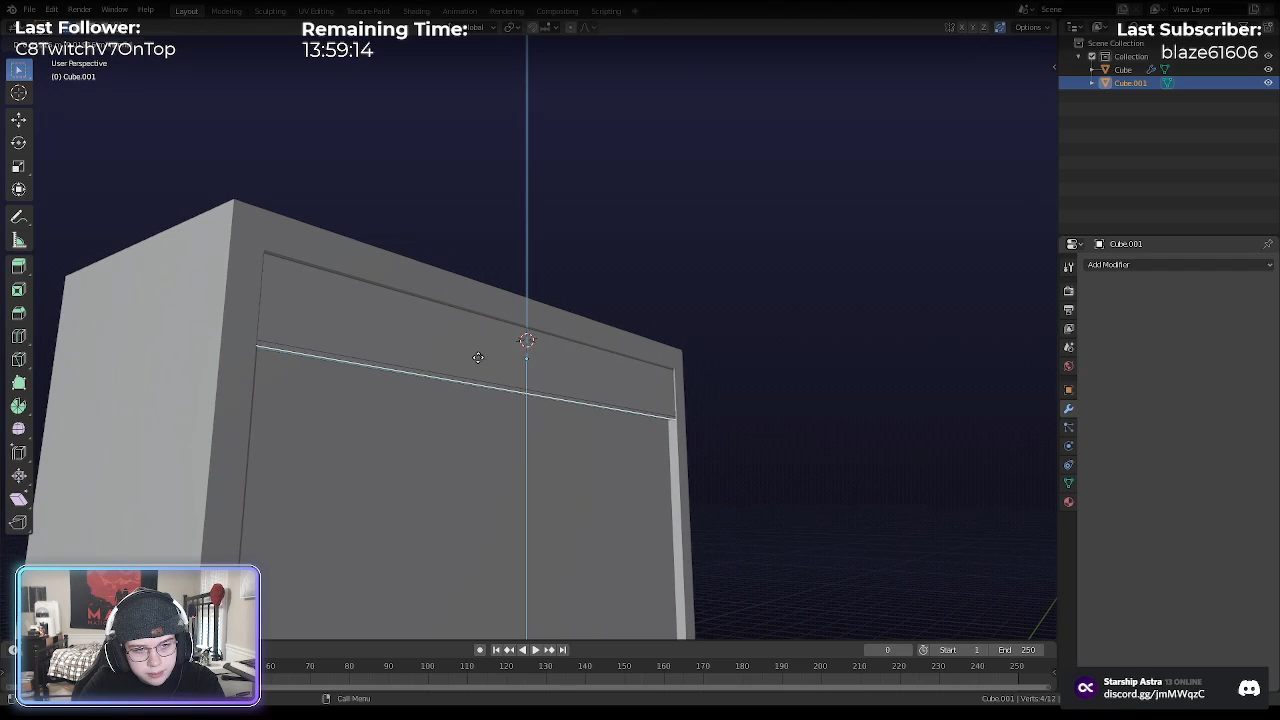 File Edit Render Window Help
Layout Modeling Sculpting UV Editing Texture Paint Shading Animation Rendering Compositing Scripting
Scene
View Layer
Last Follower:
C8TwitchV7OnTop
Remaining Time:
13:59:14
Last Subscriber:
blaze61606
Options
User Perspective
(0) Cube.001
Scene Collection
Collection
Cube
Cube.001
Cube.001
Add Modifier
0
Start 1
End 250
60 70 80 90 100 110 120 130 140 150 160 170 180 190 200 210 220 230 240 250
Call Menu
Cube.001 | Verts:4/12
Starship Astra 13 ONLINE
discord.gg/jmMWqzC